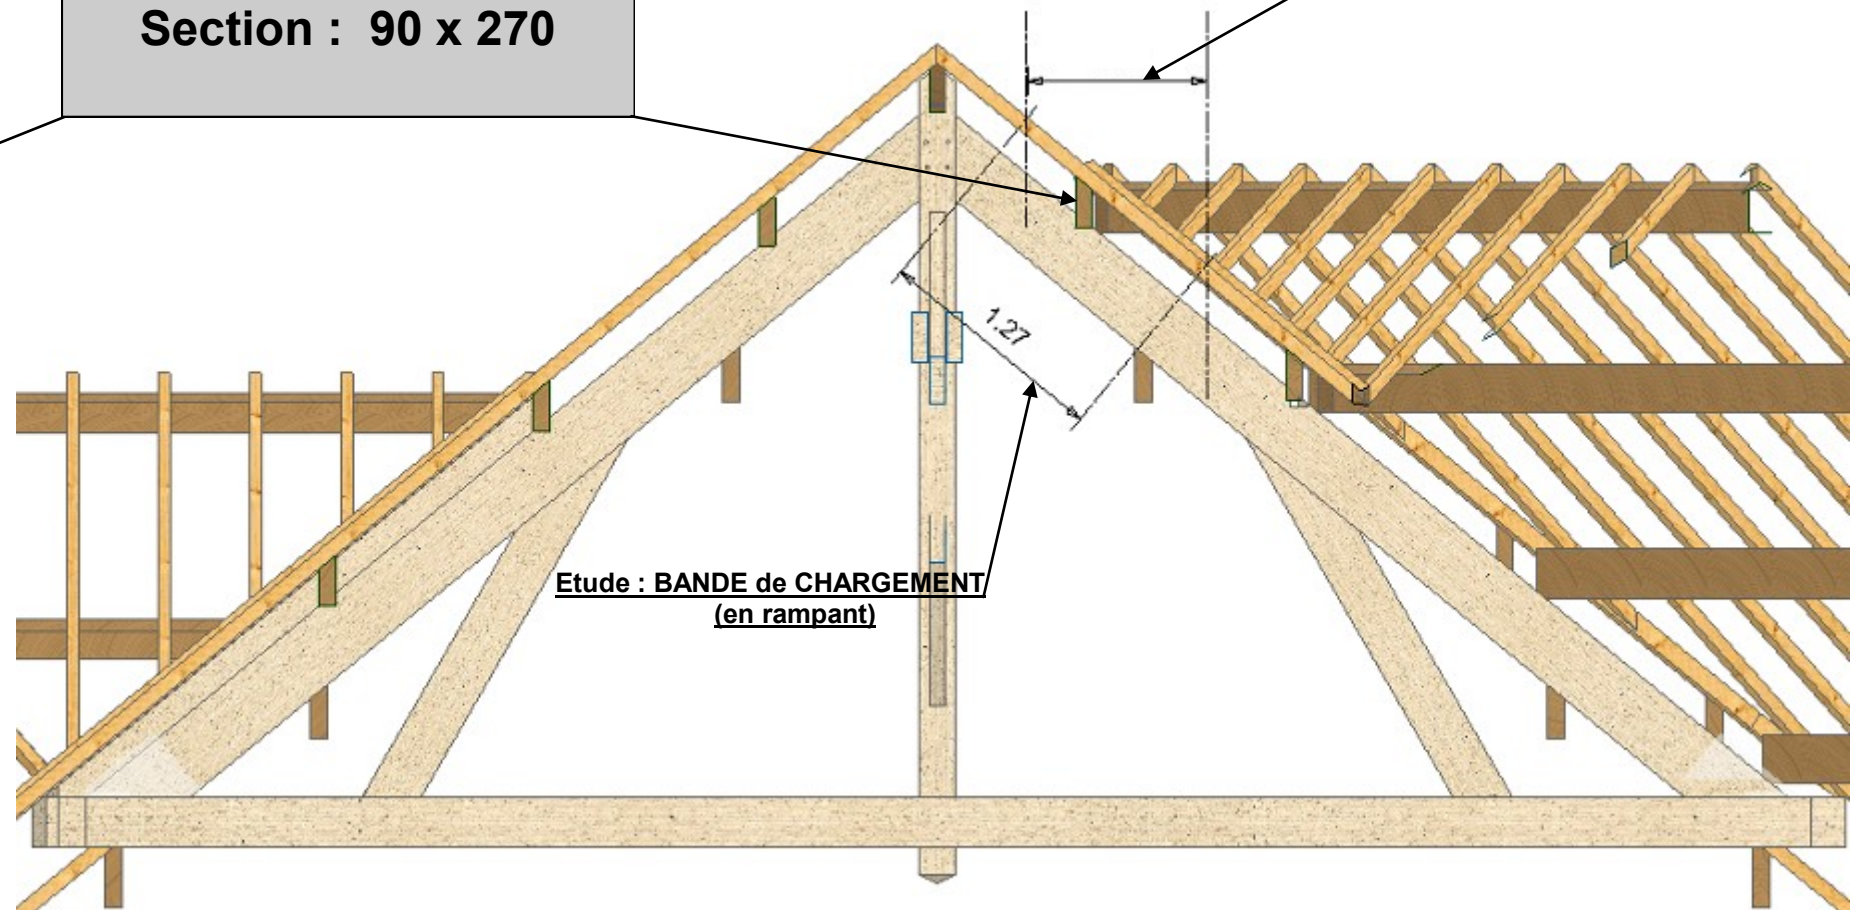 Section : 90 x 270
1.27
Etude : BANDE de CHARGEMENT
(en rampant)